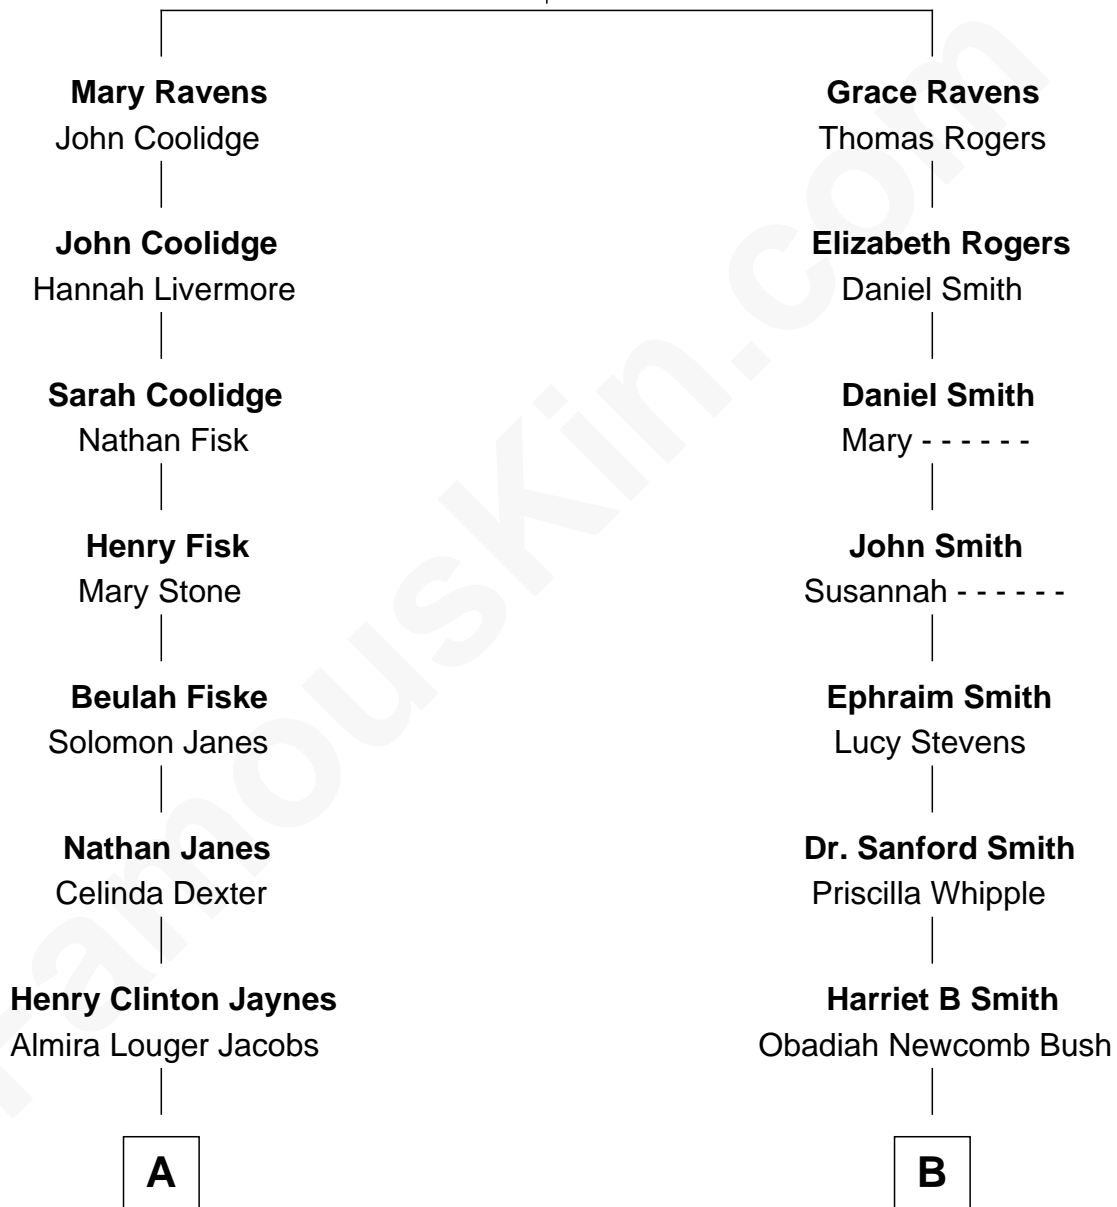 Mary Ravens
John Coolidge
Grace Ravens
Thomas Rogers
John Coolidge
Hannah Livermore
Elizabeth Rogers
Daniel Smith
Sarah Coolidge
Nathan Fisk
Daniel Smith
Mary - - - - - -
Henry Fisk
Mary Stone
John Smith
Susannah - - - - - -
Beulah Fiske
Solomon Janes
Ephraim Smith
Lucy Stevens
Nathan Janes
Celinda Dexter
Dr. Sanford Smith
Priscilla Whipple
Henry Clinton Jaynes
Almira Louger Jacobs
Harriet B Smith
Obadiah Newcomb Bush
A
B
FamousKin.com